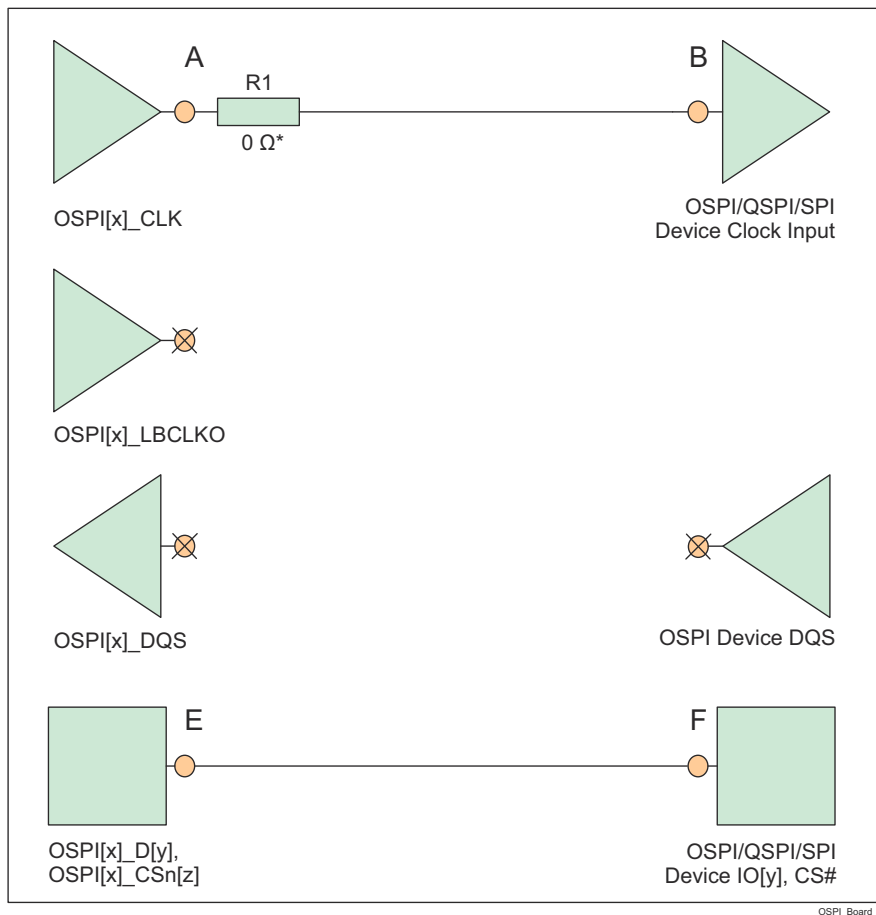 A
B
R1
0 Ω*
OSPI[x]_CLK
OSPI/QSPI/SPI
Device Clock Input
OSPI[x]_LBCLKO
OSPI[x]_DQS
OSPI Device DQS
E
F
OSPI[x]_D[y],
OSPI[x]_CSn[z]
OSPI/QSPI/SPI
Device IO[y], CS#
OSPI_Board